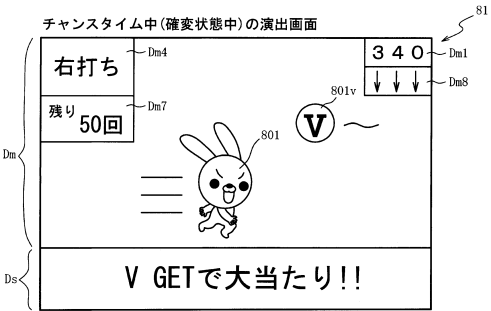 チャンスタイム中(確変状態中)の演出画面
81
右打ち
Dm4
340
Dm1
↓↓↓
Dm8
残り
50回
Dm7
801v
V
801
Dm
V GETで大当たり!!
Ds